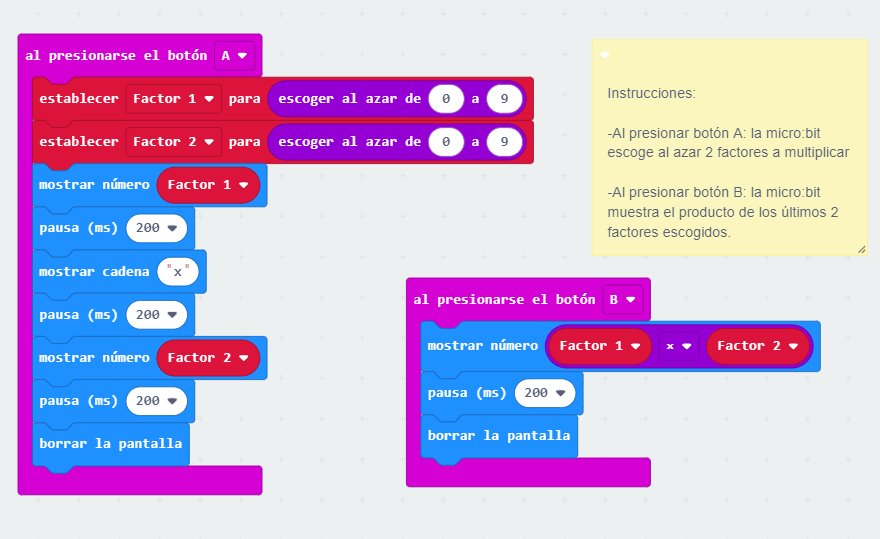 al presionarse el botón A
establecer Factor 1 para escoger al azar de 0 a 9
establecer Factor 2 para escoger al azar de 0 a 9
mostrar número Factor 1
pausa (ms) 200
mostrar cadena "x"
pausa (ms) 200
mostrar número Factor 2
pausa (ms) 200
borrar la pantalla
Instrucciones:
-Al presionar botón A: la micro:bit
escoge al azar 2 factores a multiplicar
-Al presionar botón B: la micro:bit
muestra el producto de los últimos 2
factores escogidos.
al presionarse el botón B
mostrar número Factor 1 x Factor 2
pausa (ms) 200
borrar la pantalla